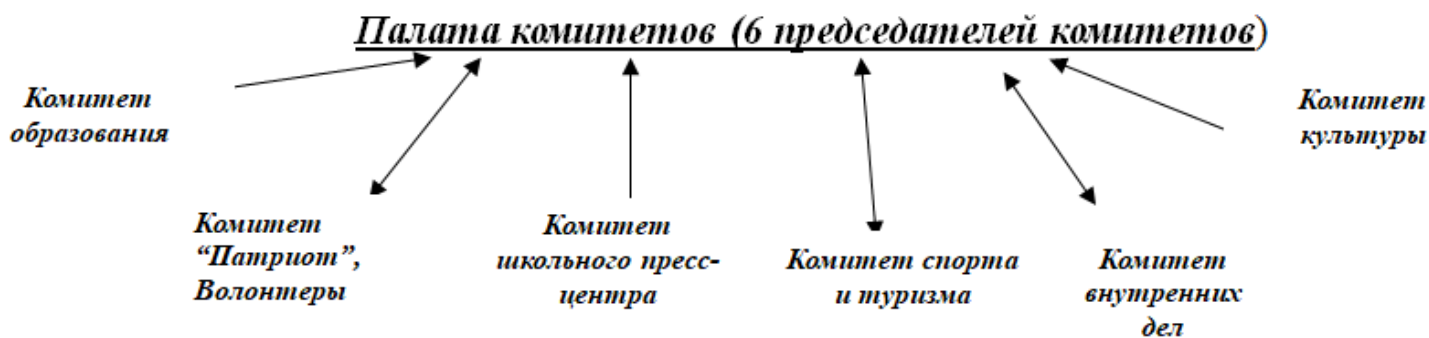 Палата комитетов (6 председателей комитетов)
Комитет
образования
Комитет
“Патриот”,
Волонтеры
Комитет
школьного пресс-
центра
Комитет спорта
и туризма
Комитет
внутренних
дел
Комитет
культуры